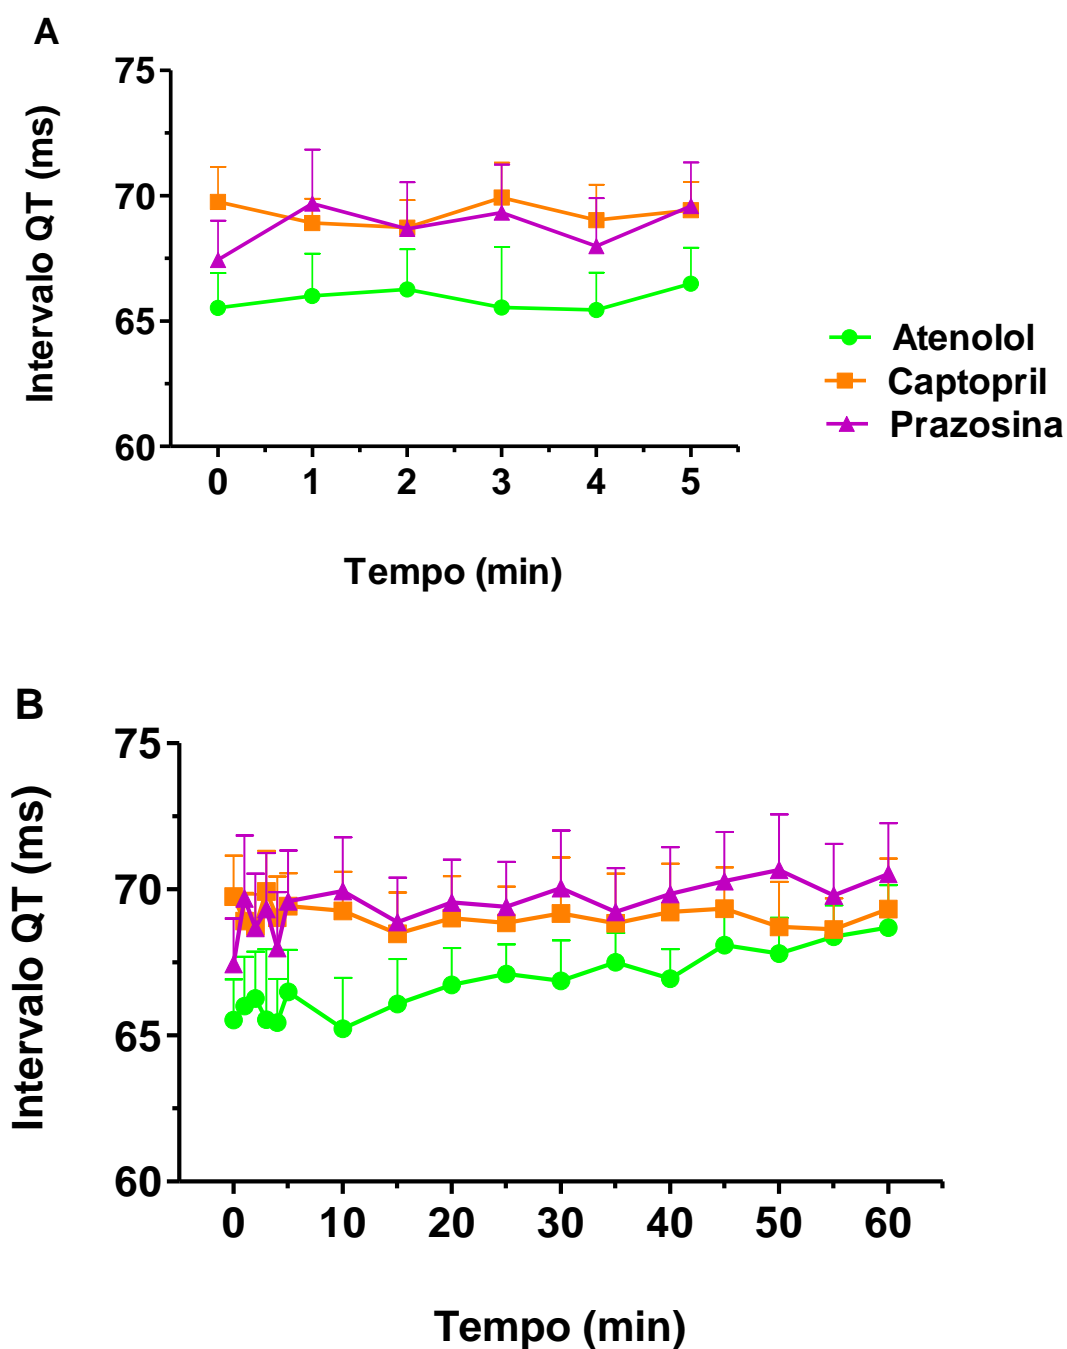 A
75
70
65
60
Intervalo QT (ms)
0 1 2 3 4 5
Tempo (min)
Atenolol
Captopril
Prazosina
B
75
70
65
60
Intervalo QT (ms)
0 10 20 30 40 50 60
Tempo (min)